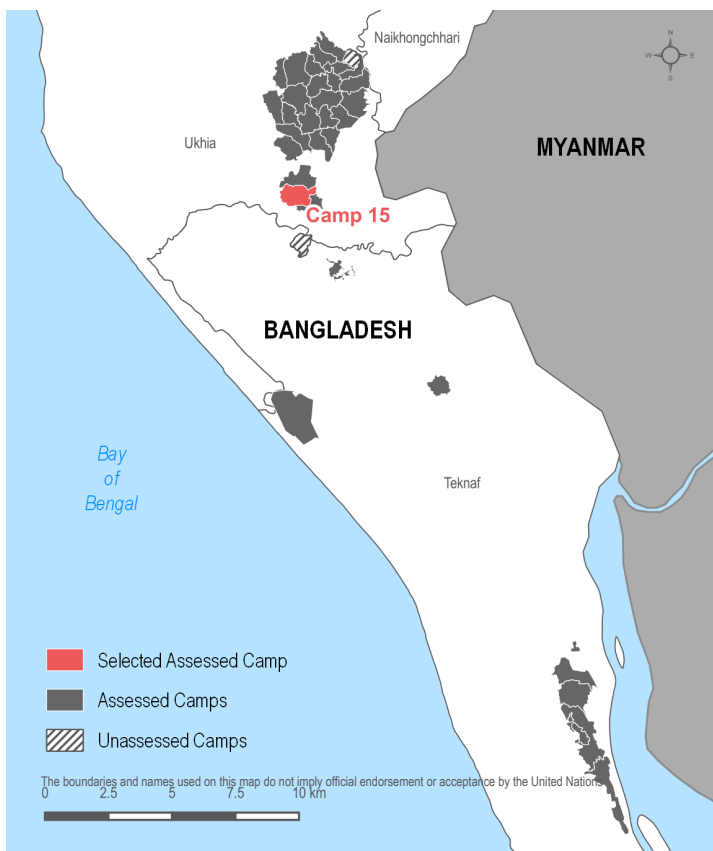 Naikhongchhari
N
W E
S
Ukhia
MYANMAR
Camp 15
BANGLADESH
Bay
of
Bengal
Teknaf
Selected Assessed Camp
Assessed Camps
Unassessed Camps
The boundaries and names used on this map do not imply official endorsement or acceptance by the United Nations
0 2.5 5 7.5 10 km